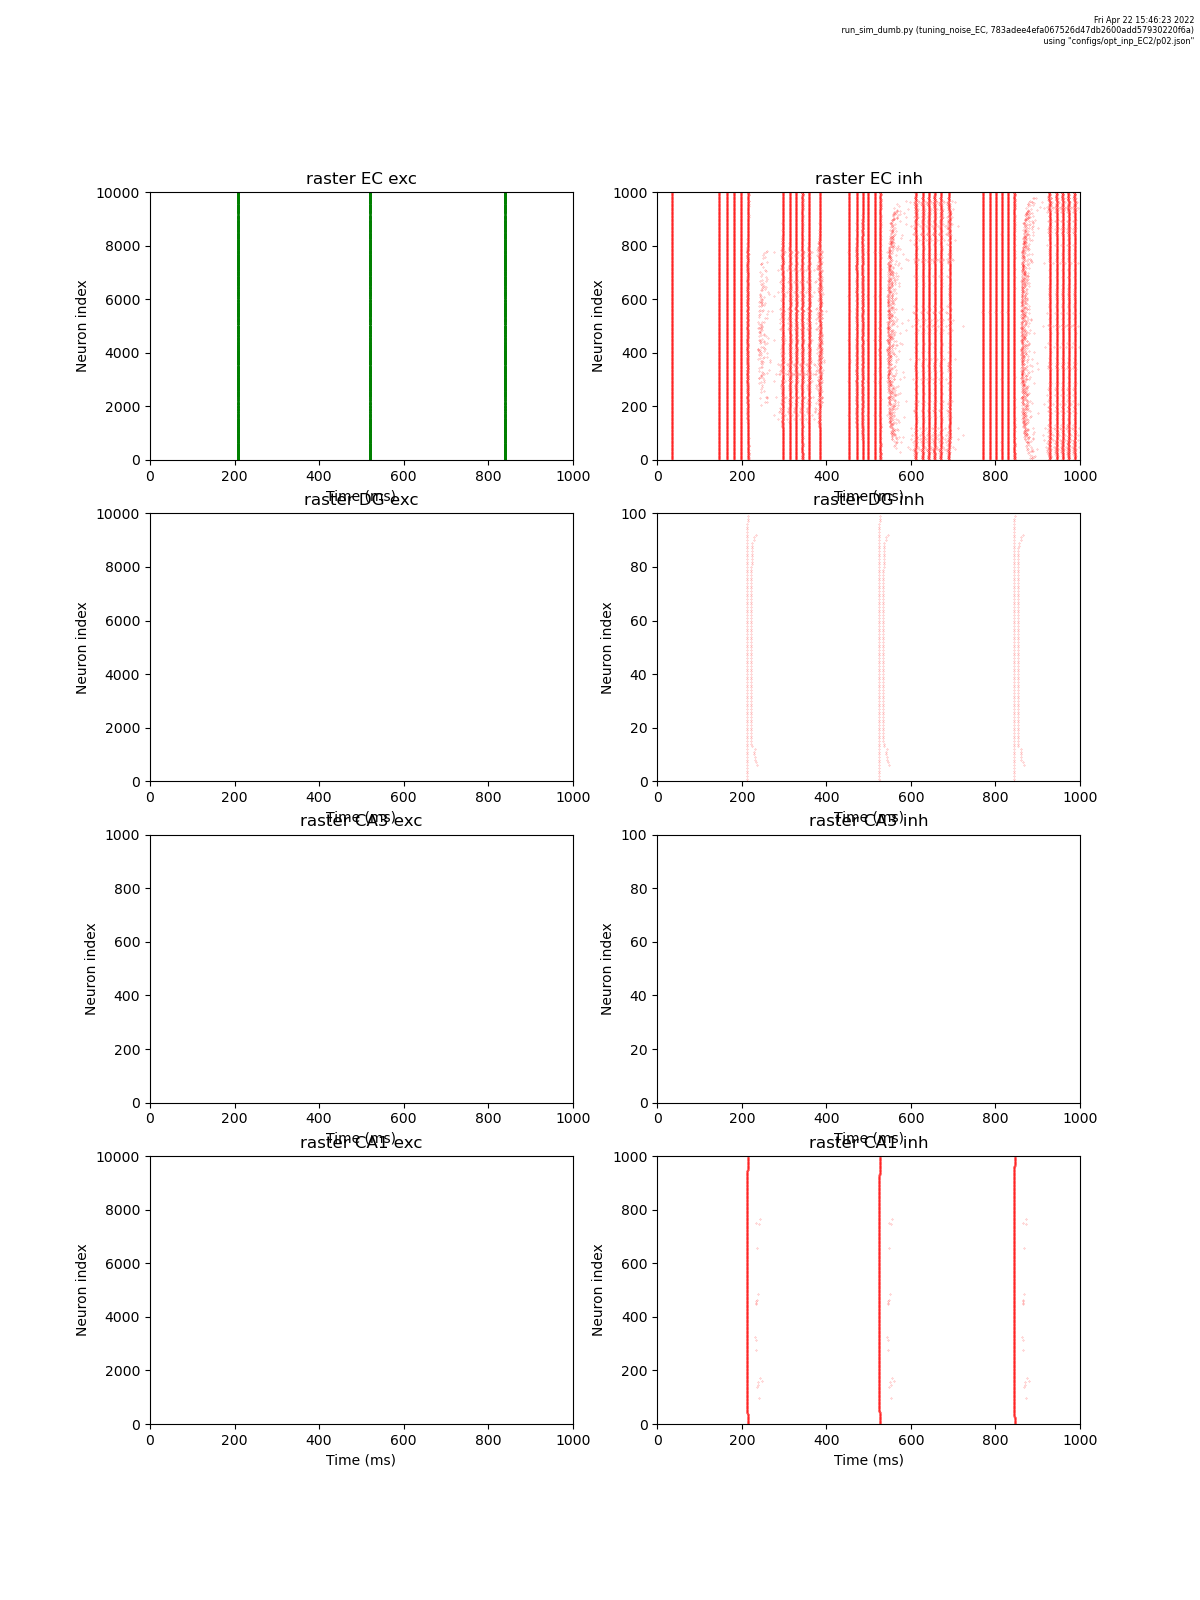 Fri Apr 22 15:46:23 2022
run_sim_dumb.py (tuning_noise_EC, 783adee4efa067526d47db2600add57930220f6a)
using "configs/opt_inp_EC2/p02.json"
raster EC exc
10000
8000
6000
4000
2000
0
Neuron index
0 200 400 600 800 1000
Time (ms)
raster EC inh
1000
800
600
400
200
0
Neuron index
0 200 400 600 800 1000
Time (ms)
raster DG exc
10000
8000
6000
4000
2000
0
Neuron index
0 200 400 600 800 1000
Time (ms)
raster DG inh
100
80
60
40
20
0
Neuron index
0 200 400 600 800 1000
Time (ms)
raster CA3 exc
1000
800
600
400
200
0
Neuron index
0 200 400 600 800 1000
Time (ms)
raster CA3 inh
100
80
60
40
20
0
Neuron index
0 200 400 600 800 1000
Time (ms)
raster CA1 exc
10000
8000
6000
4000
2000
0
Neuron index
0 200 400 600 800 1000
Time (ms)
raster CA1 inh
1000
800
600
400
200
0
Neuron index
0 200 400 600 800 1000
Time (ms)